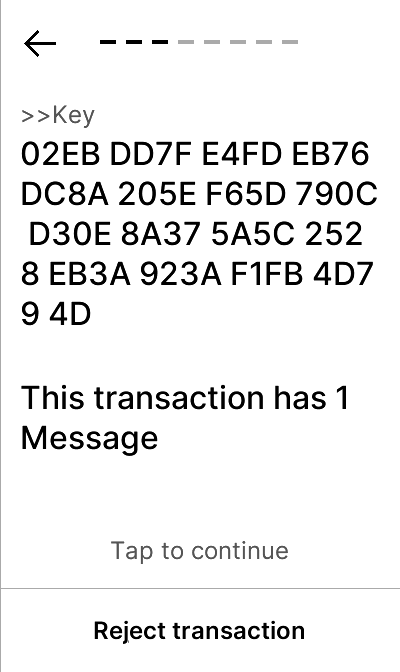 >>Key
02EB DD7F E4FD EB76
DC8A 205E F65D 790C
D30E 8A37 5A5C 252
8 EB3A 923A F1FB 4D7
9 4D
This transaction has 1
Message
Tap to continue
Reject transaction